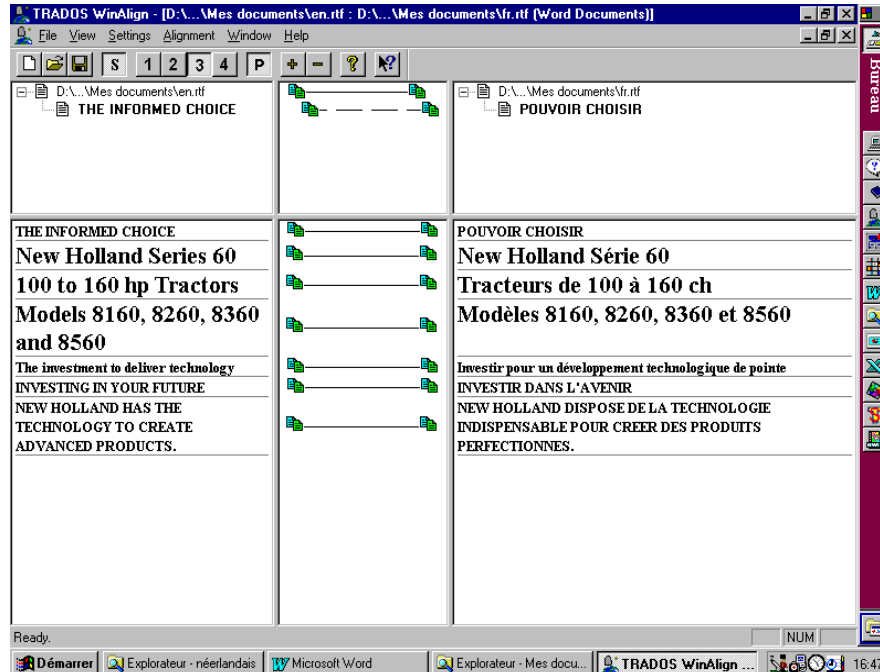 TRADOS WinAlign - [D:\...\Mes documents\en.rtf : D:\...\Mes documents\fr.rtf (Word Documents)]
File View Settings Alignment Window Help
S 1 2 3 4 P + - ? ?
D:\...\Mes documents\en.rtf
THE INFORMED CHOICE
D:\...\Mes documents\fr.rtf
POUVOIR CHOISIR
THE INFORMED CHOICE
New Holland Series 60
100 to 160 hp Tractors
Models 8160, 8260, 8360
and 8560
The investment to deliver technology
INVESTING IN YOUR FUTURE
NEW HOLLAND HAS THE
TECHNOLOGY TO CREATE
ADVANCED PRODUCTS.
POUVOIR CHOISIR
New Holland Série 60
Tracteurs de 100 à 160 ch
Modèles 8160, 8260, 8360 et 8560
Investir pour un développement technologique de pointe
INVESTIR DANS L'AVENIR
NEW HOLLAND DISPOSE DE LA TECHNOLOGIE
INDISPENSABLE POUR CREER DES PRODUITS
PERFECTIONNES.
Bureau
Ready.
NUM
Démarrer Explorateur - néerlandais Microsoft Word Explorateur - Mes docu... TRADOS WinAlign ...